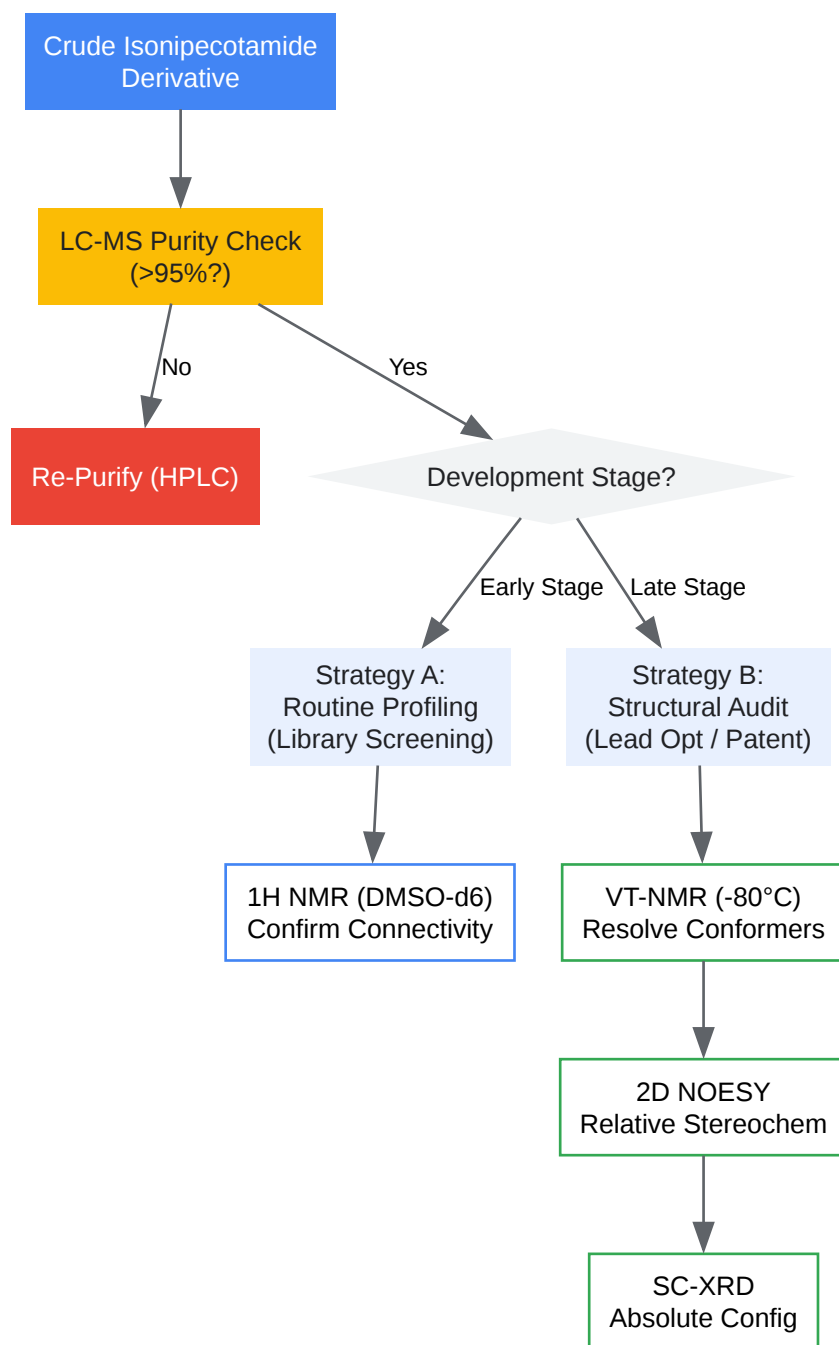 Crude Isonipecotamide
Derivative
LC-MS Purity Check
(>95%?)
No
Yes
Re-Purify (HPLC)
Development Stage?
Early Stage
Late Stage
Strategy A:
Routine Profiling
(Library Screening)
Strategy B:
Structural Audit
(Lead Opt / Patent)
1H NMR (DMSO-d6)
Confirm Connectivity
VT-NMR (-80°C)
Resolve Conformers
2D NOESY
Relative Stereochem
SC-XRD
Absolute Config